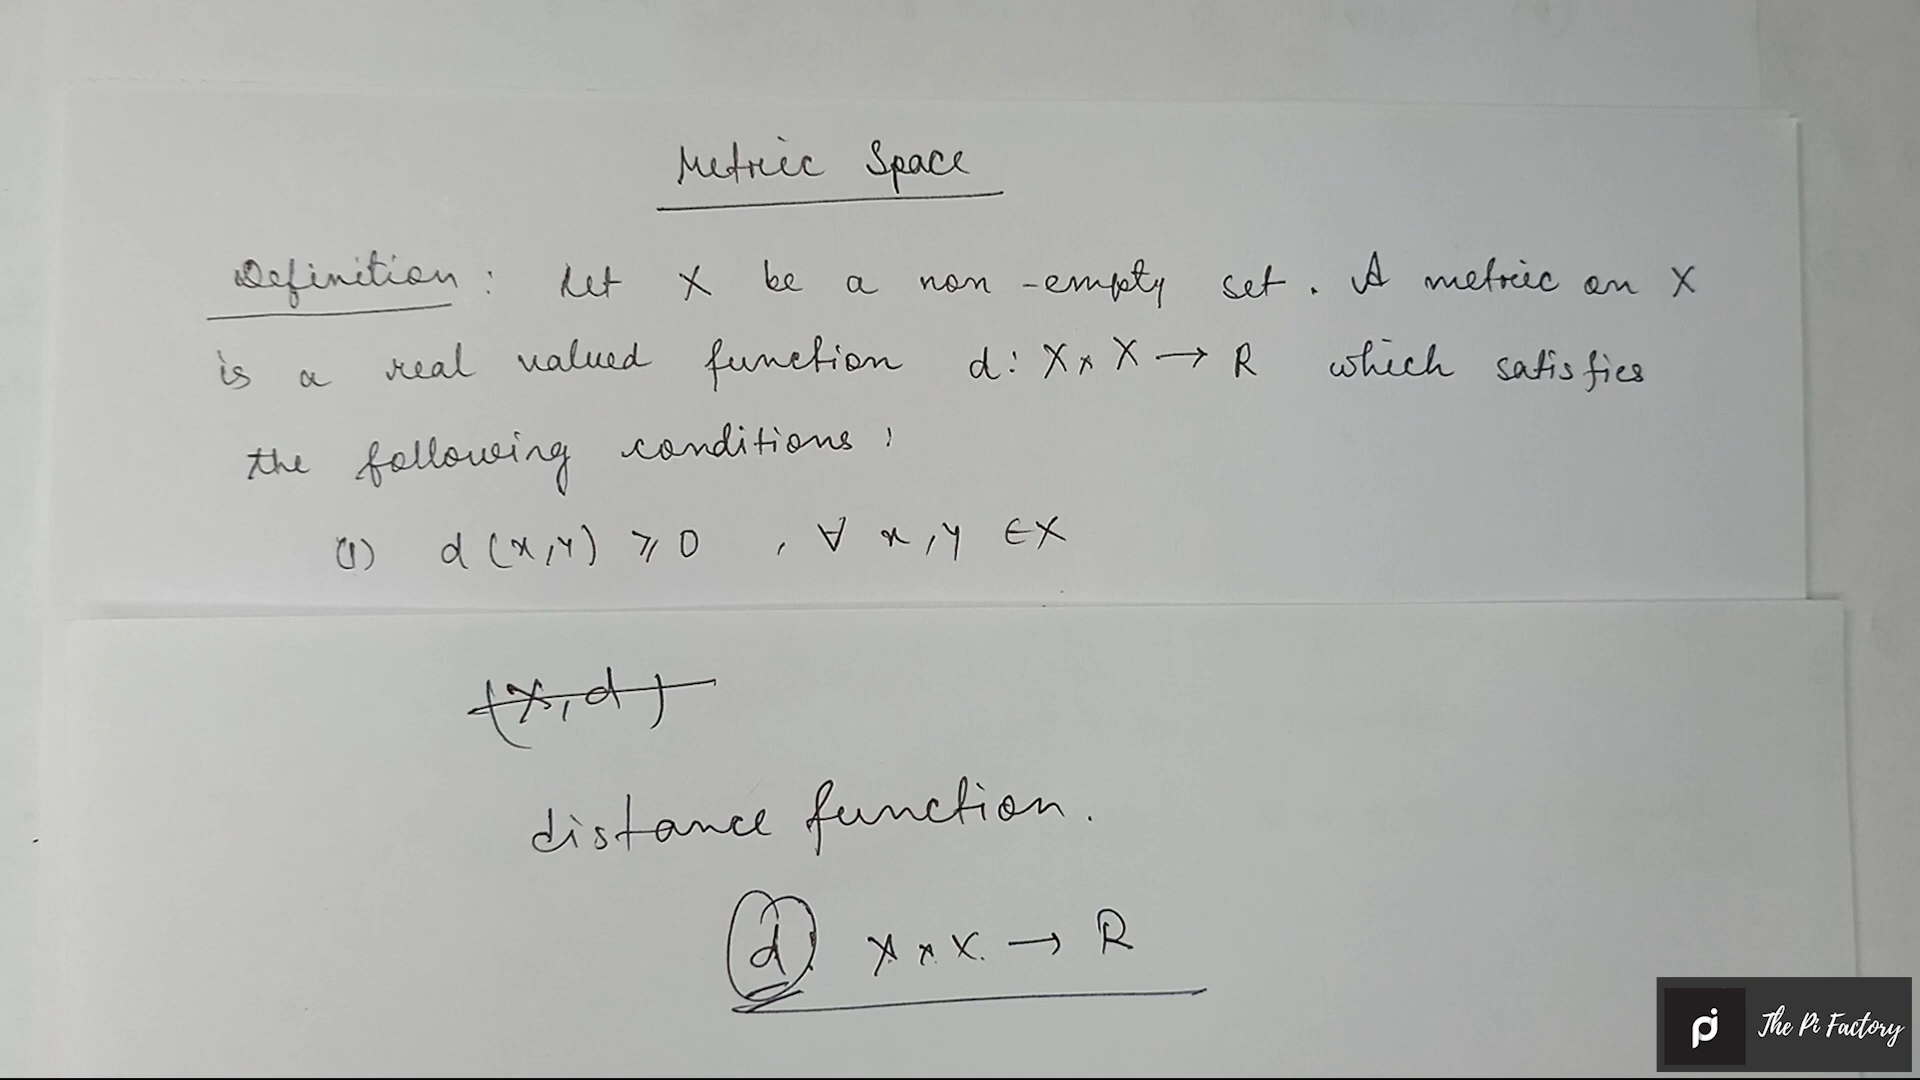 Metric Space
Definition : Let X be a non-empty set. A metric on X
is a real valued function d: X × X → R which satisfies
the following conditions :
(1) d (x,y) ≥ 0 , ∀ x,y ∈ X
(X, d)
distance function.
d X × X → R
pi The Pi Factory